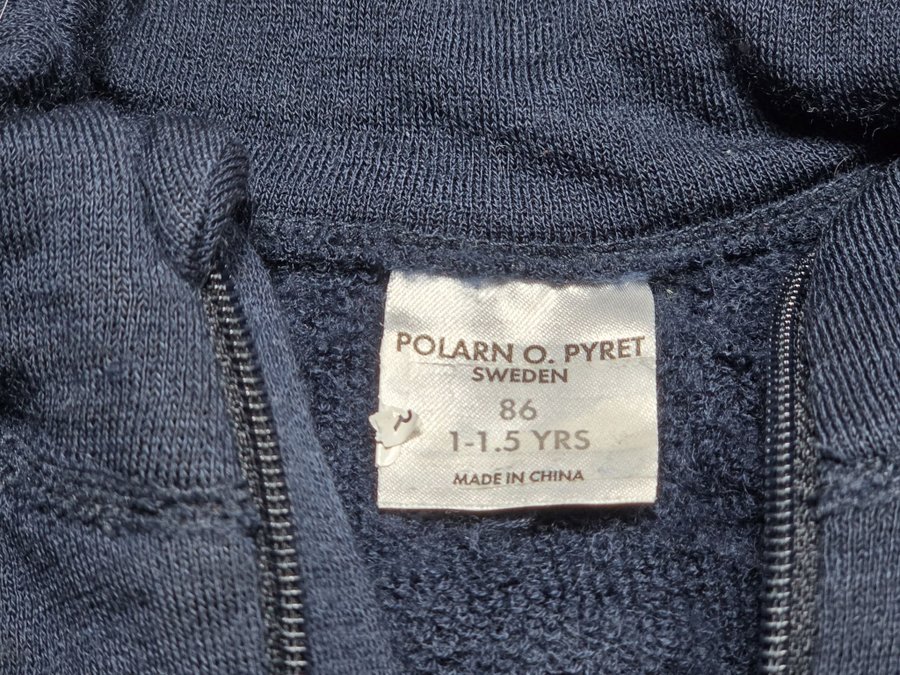 POLARN O. PYRET
SWEDEN
86
1-1.5 YRS
MADE IN CHINA